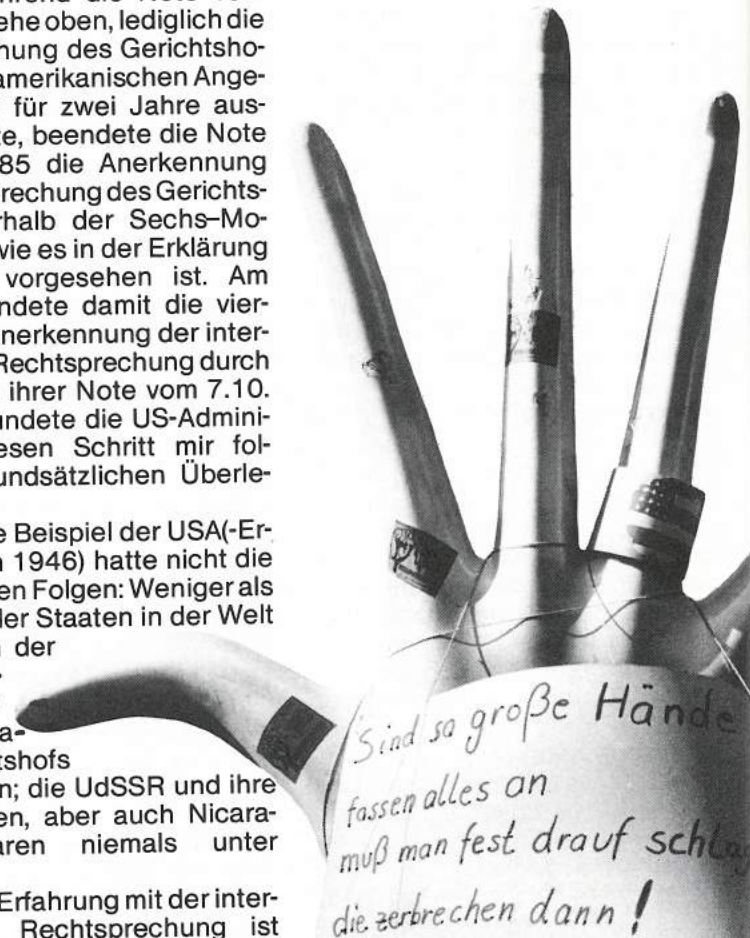 die Note
ehe oben, lediglich die
nung des Gerichtsho-
amerikanischen Ange-
für zwei Jahre aus-
te, beendete die Note
85 die Anerkennung
rechung des Gerichts-
rhalb der Sechs–Mo-
wie es in der Erklärung
vorgesehen ist. Am
ndete damit die vier-
nerkennung der inter-
Rechtsprechung durch
ihrer Note vom 7.10.
undete die US-Admini-
esen Schritt mir fol-
undsätzlichen Überle-
e Beispiel der USA(-Er-
1946) hatte nicht die
en Folgen: Weniger als
der Staaten in der Welt
der
a-
tshofs
n; die UdSSR und ihre
en, aber auch Nicara-
aren niemals unter
Erfahrung mit der inter-
Rechtsprechung ist
Sind so große Hände
fassen alles an
muß man fest drauf schla
die zerbrechen dann!